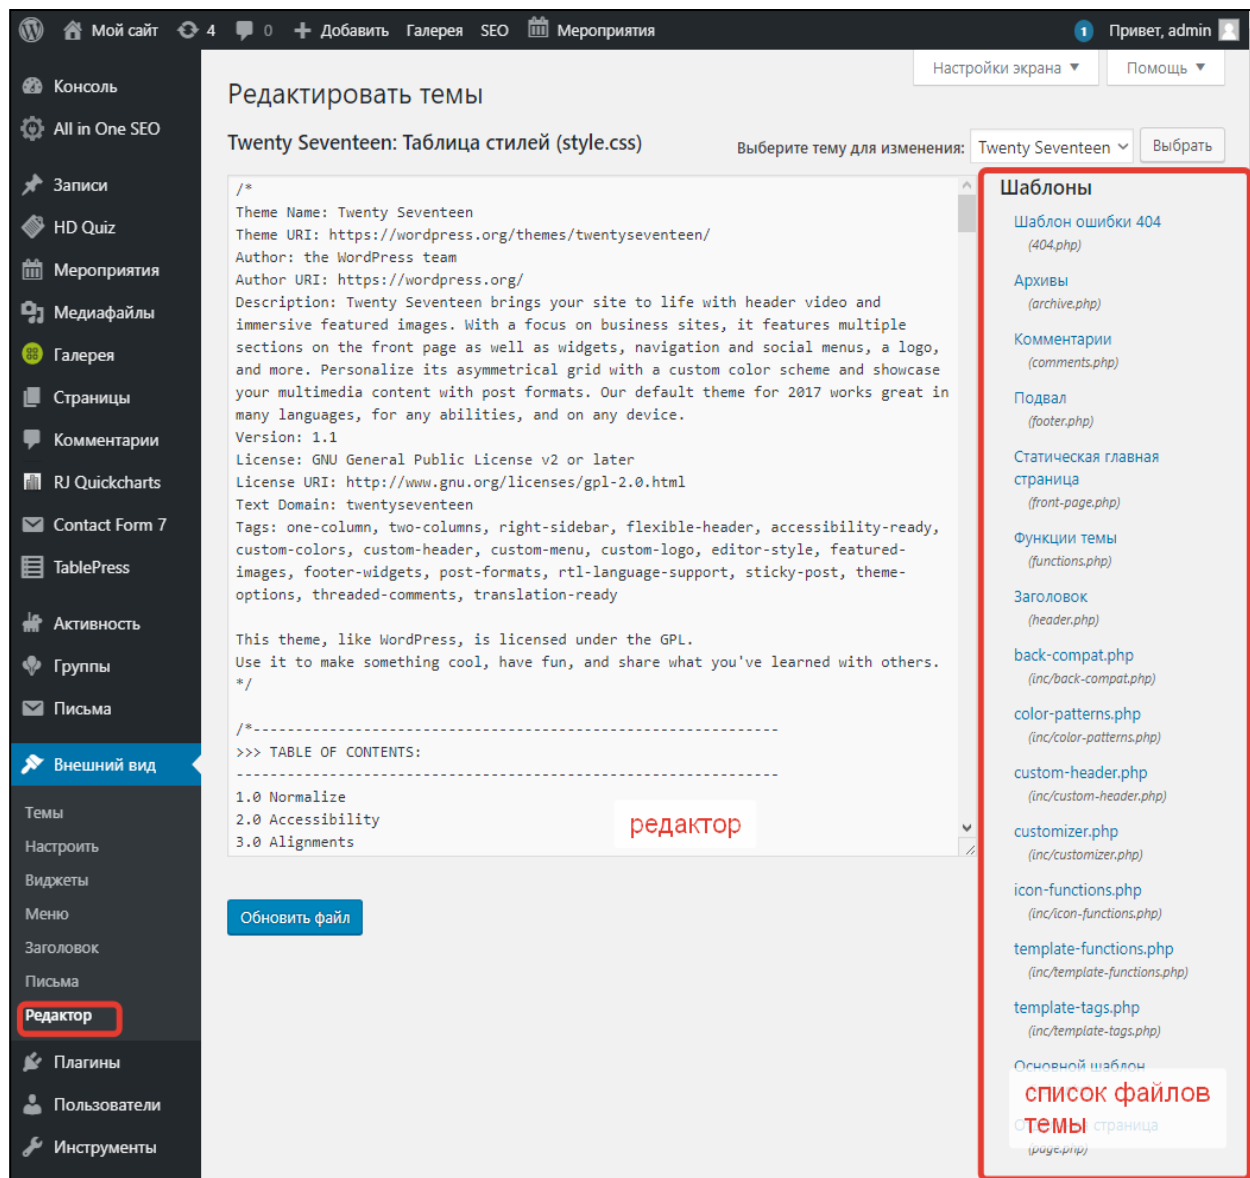 Мой сайт 4 0 Добавить Галерея SEO Мероприятия 1 Привет, admin
Настройки экрана ▼ Помощь ▼
Консоль
All in One SEO
Записи
HD Quiz
Мероприятия
Медиафайлы
Галерея
Страницы
Комментарии
RJ Quickcharts
Contact Form 7
TablePress
Активность
Группы
Письма
Внешний вид
Темы
Настроить
Виджеты
Меню
Заголовок
Письма
Редактор
Плагины
Пользователи
Инструменты
Редактировать темы
Twenty Seventeen: Таблица стилей (style.css)
Выберите тему для изменения: Twenty Seventeen Выбрать
/*
Theme Name: Twenty Seventeen
Theme URI: https://wordpress.org/themes/twentyseventeen/
Author: the WordPress team
Author URI: https://wordpress.org/
Description: Twenty Seventeen brings your site to life with header video and
immersive featured images. With a focus on business sites, it features multiple
sections on the front page as well as widgets, navigation and social menus, a logo,
and more. Personalize its asymmetrical grid with a custom color scheme and showcase
your multimedia content with post formats. Our default theme for 2017 works great in
many languages, for any abilities, and on any device.
Version: 1.1
License: GNU General Public License v2 or later
License URI: http://www.gnu.org/licenses/gpl-2.0.html
Text Domain: twentyseventeen
Tags: one-column, two-columns, right-sidebar, flexible-header, accessibility-ready,
custom-colors, custom-header, custom-menu, custom-logo, editor-style, featured-
images, footer-widgets, post-formats, rtl-language-support, sticky-post, theme-
options, threaded-comments, translation-ready
This theme, like WordPress, is licensed under the GPL.
Use it to make something cool, have fun, and share what you've learned with others.
*/
/*----------------------------------------------------------------
>>> TABLE OF CONTENTS:
----------------------------------------------------------------
1.0 Normalize
2.0 Accessibility
3.0 Alignments
редактор
Обновить файл
Шаблоны
Шаблон ошибки 404
(404.php)
Архивы
(archive.php)
Комментарии
(comments.php)
Подвал
(footer.php)
Статическая главная
страница
(front-page.php)
Функции темы
(functions.php)
Заголовок
(header.php)
back-compat.php
(inc/back-compat.php)
color-patterns.php
(inc/color-patterns.php)
custom-header.php
(inc/custom-header.php)
customizer.php
(inc/customizer.php)
icon-functions.php
(inc/icon-functions.php)
template-functions.php
(inc/template-functions.php)
template-tags.php
(inc/template-tags.php)
Основной шаблон
список файлов
темы
страница
(page.php)